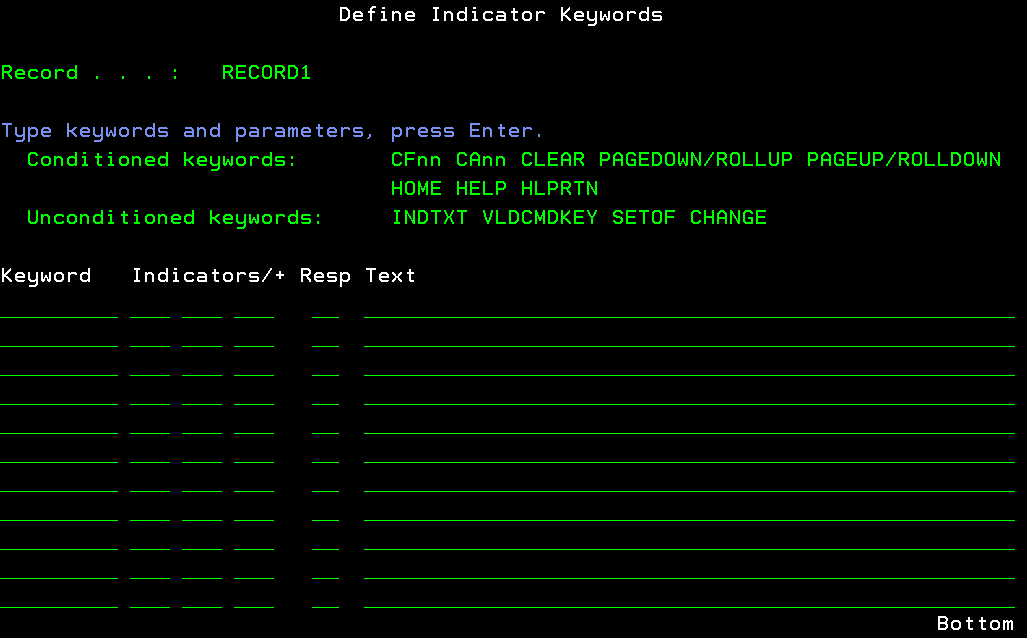 Define Indicator Keywords
Record . . . :   RECORD1
Type keywords and parameters, press Enter.
Conditioned keywords:       CFnn CAnn CLEAR PAGEDOWN/ROLLUP PAGEUP/ROLLDOWN
HOME HELP HLPRTN
Unconditioned keywords:     INDTXT VLDCMDKEY SETOF CHANGE
Keyword   Indicators/+ Resp Text
Bottom